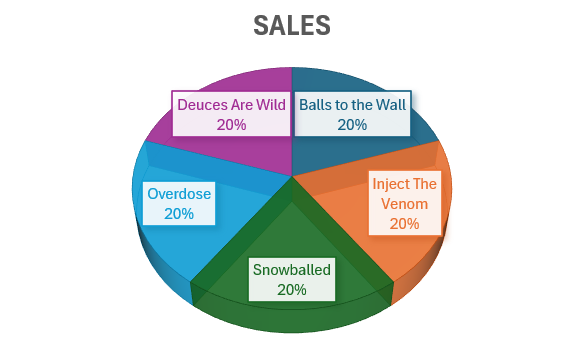 SALES
Deuces Are Wild
20%
Balls to the Wall
20%
Inject The
Venom
20%
Overdose
20%
Snowballed
20%